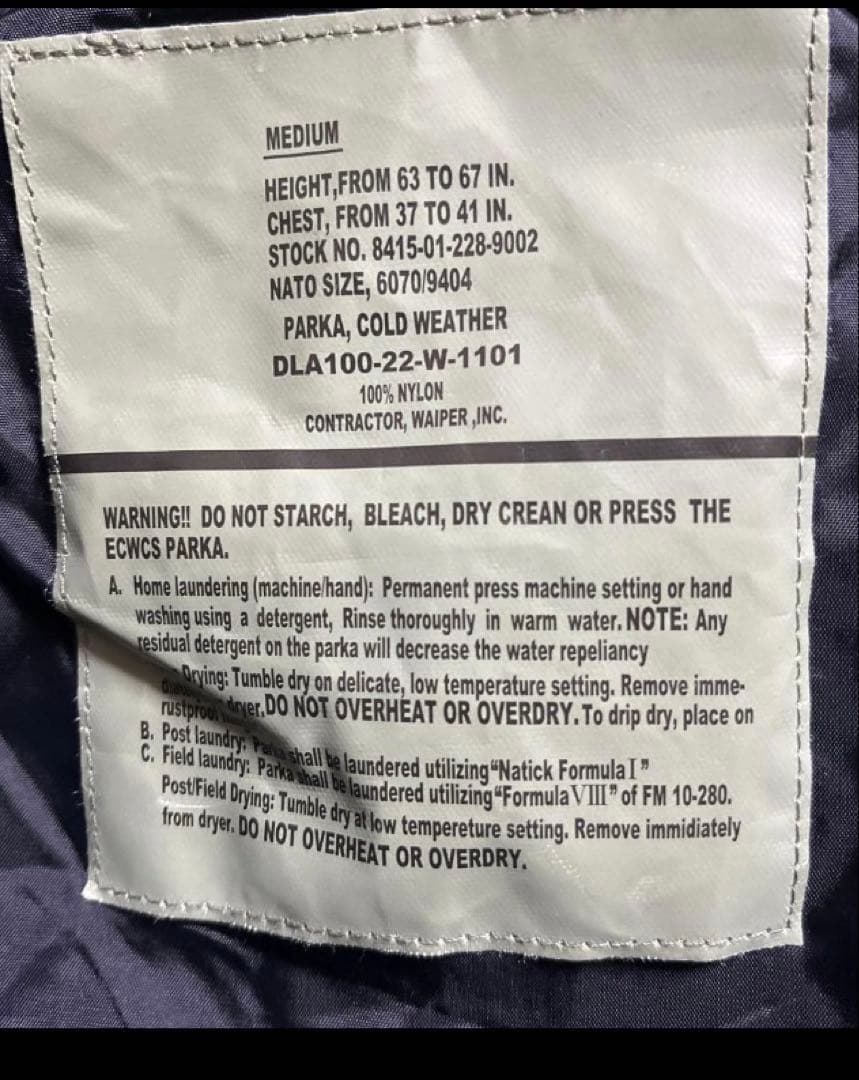 MEDIUM
HEIGHT,FROM 63 TO 67 IN.
CHEST, FROM 37 TO 41 IN.
STOCK NO. 8415-01-228-9002
NATO SIZE, 6070/9404
PARKA, COLD WEATHER
DLA100-22-W-1101
100% NYLON
CONTRACTOR, WAIPER ,INC.
WARNING!! DO NOT STARCH, BLEACH, DRY CREAN OR PRESS THE
ECWCS PARKA.
A. Home laundering (machine/hand): Permanent press machine setting or hand
washing using a detergent, Rinse thoroughly in warm water. NOTE: Any
residual detergent on the parka will decrease the water repeliancy
Drying: Tumble dry on delicate, low temperature setting. Remove imme-
rustproof dryer.DO NOT OVERHEAT OR OVERDRY. To drip dry, place on
B. Post laundry: Parka shall be laundered utilizing "Natick Formula I"
C. Field laundry: Parka shall be laundered utilizing "Formula VIII" of FM 10-280.
Post/Field Drying: Tumble dry at low tempereture setting. Remove immidiately
from dryer. DO NOT OVERHEAT OR OVERDRY.